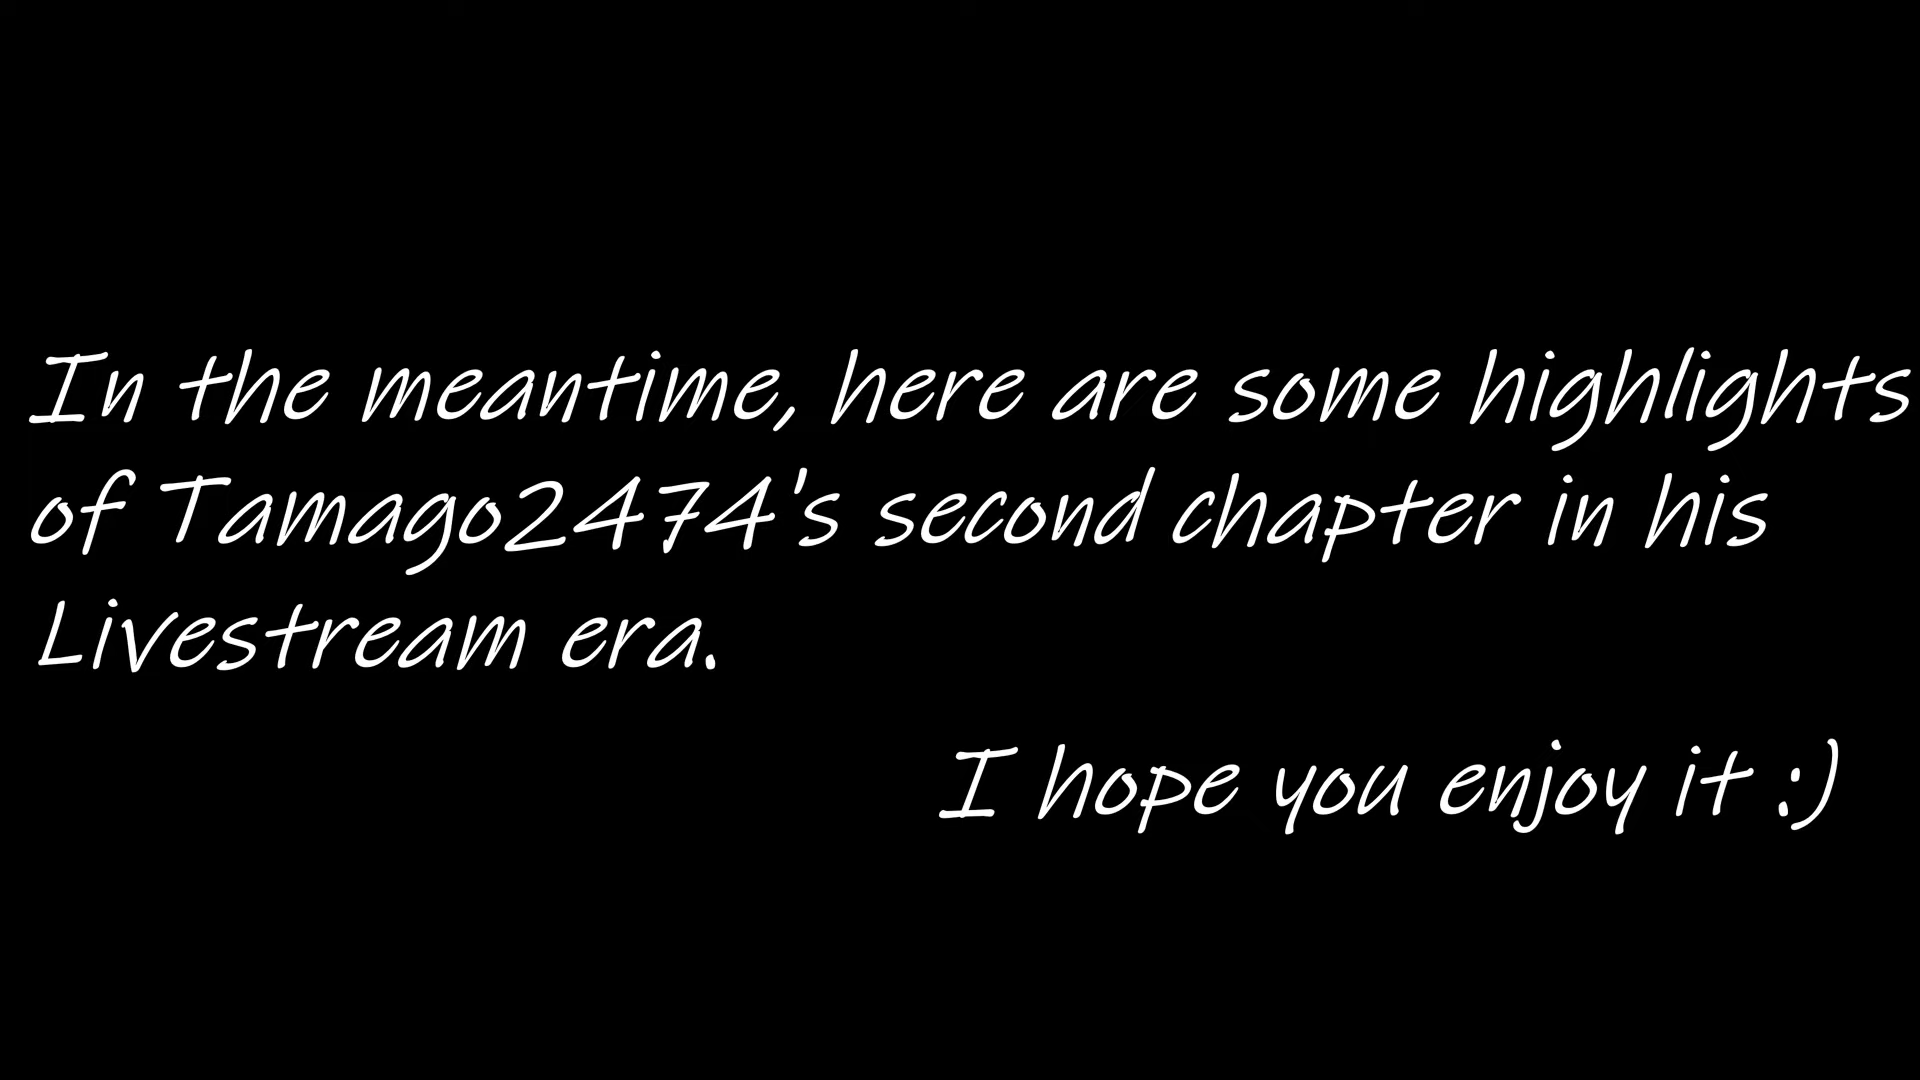 In the meantime, here are some highlights
of Tamago2474's second chapter in his
Livestream era.
I hope you enjoy it :)